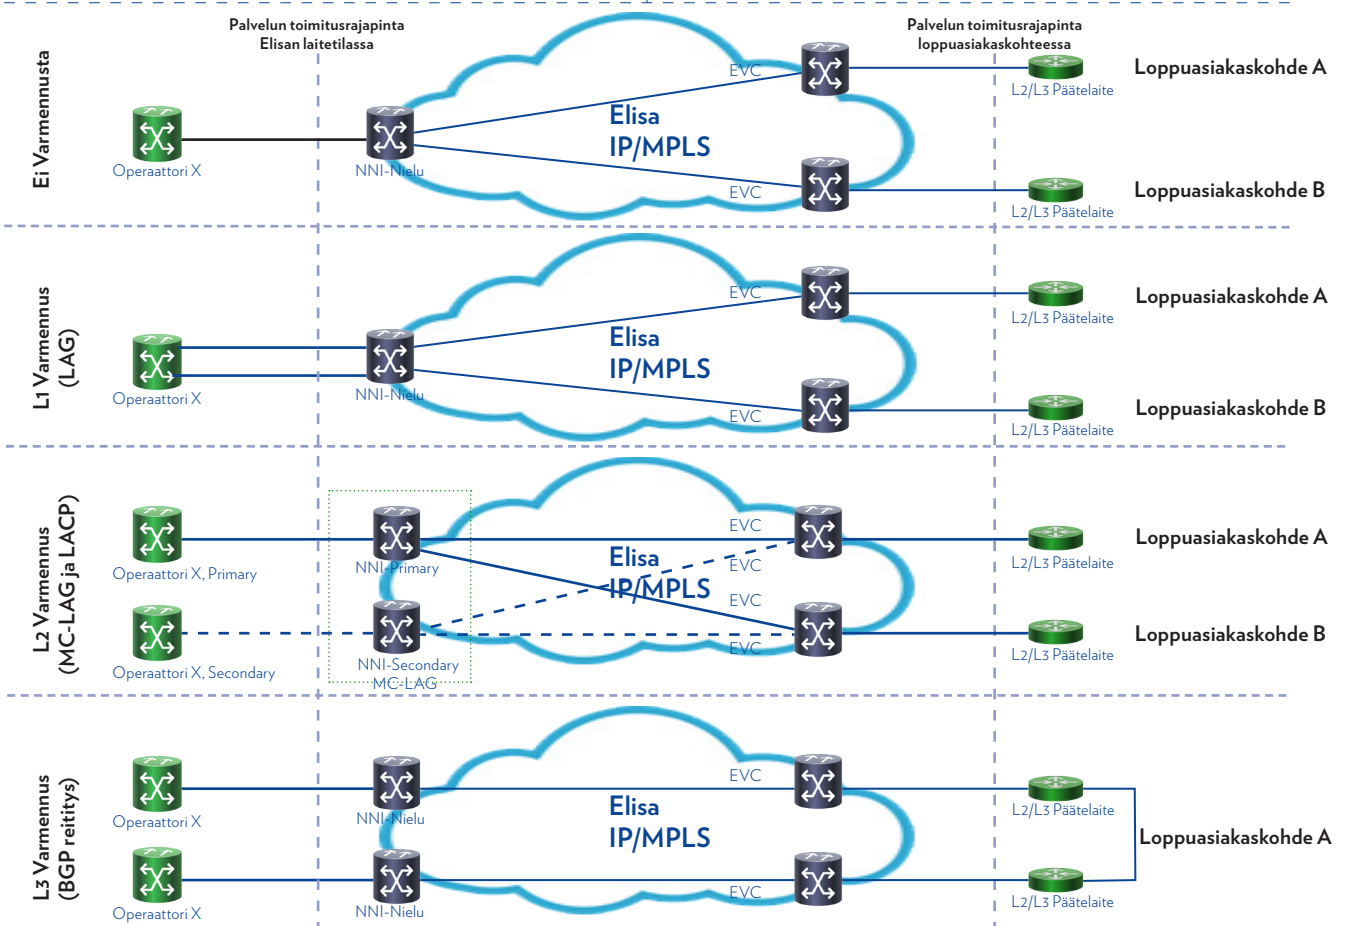 Palvelun toimitusrajapinta
Elisan laitetilassa
Palvelun toimitusrajapinta
loppuasiakaskohteessa
Ei Varmennusta
Operaattori X
NNI-Nielu
EVC
EVC
Elisa
IP/MPLS
L2/L3 Päätelaite
Loppuasiakaskohde A
L2/L3 Päätelaite
Loppuasiakaskohde B
L1 Varmennus
(LAG)
Operaattori X
NNI-Nielu
EVC
EVC
Elisa
IP/MPLS
L2/L3 Päätelaite
Loppuasiakaskohde A
L2/L3 Päätelaite
Loppuasiakaskohde B
L2 Varmennus
(MC-LAG ja LACP)
Operaattori X, Primary
Operaattori X, Secondary
NNI-Primary
NNI-Secondary
MC-LAG
EVC
EVC
EVC
EVC
Elisa
IP/MPLS
L2/L3 Päätelaite
Loppuasiakaskohde A
L2/L3 Päätelaite
Loppuasiakaskohde B
L3 Varmennus
(BGP reititys)
Operaattori X
Operaattori X
NNI-Nielu
NNI-Nielu
EVC
EVC
Elisa
IP/MPLS
L2/L3 Päätelaite
L2/L3 Päätelaite
Loppuasiakaskohde A